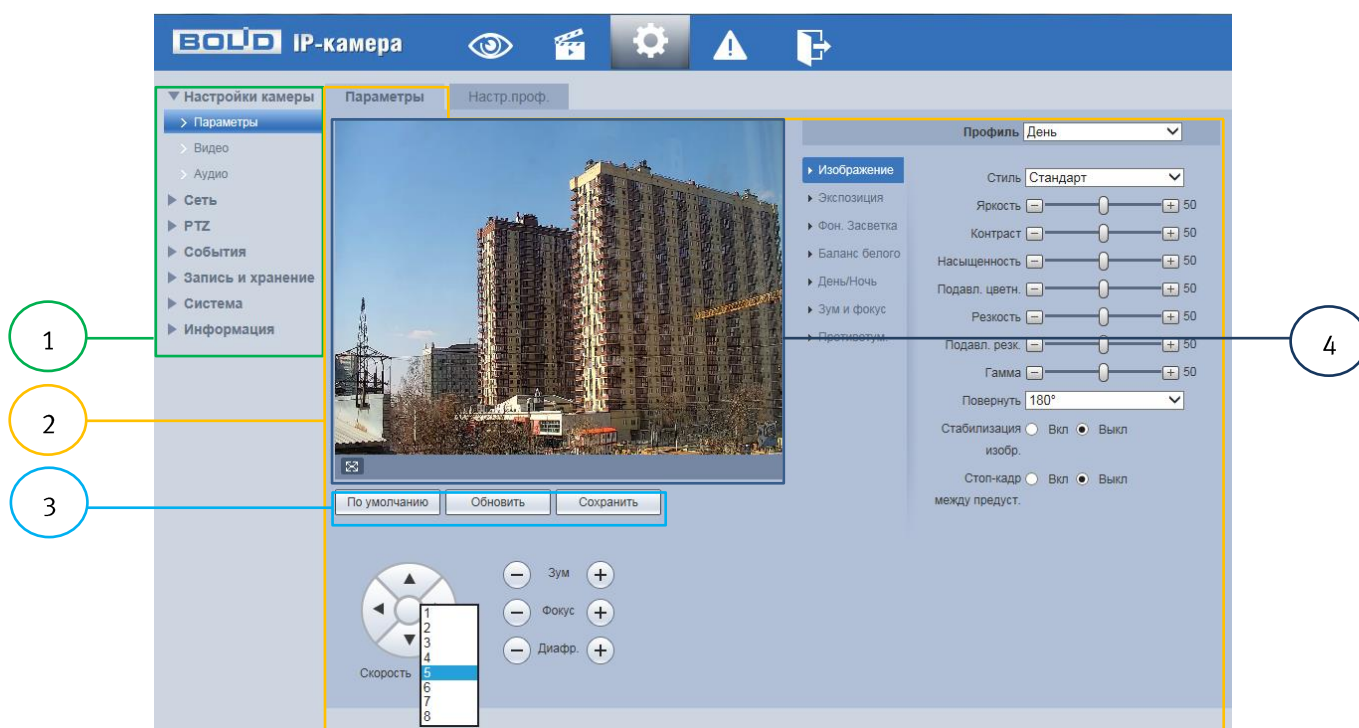 BOLID IP-камера
Настройки камеры
Параметры
Видео
Аудио
Сеть
PTZ
События
Запись и хранение
Система
Информация
1
2
3
4
Параметры Настр.проф.
Профиль День
Изображение
Экспозиция
Фон. Засветка
Баланс белого
День/Ночь
Зум и фокус
Противотум.
Стиль Стандарт
Яркость 50
Контраст 50
Насыщенность 50
Подавл. цветн. 50
Резкость 50
Подавл. резк. 50
Гамма 50
Повернуть 180°
Стабилизация Вкл Выкл
изобр.
Стоп-кадр Вкл Выкл
между предуст.
По умолчанию Обновить Сохранить
Зум
Фокус
Диафр.
Скорость
1
2
3
4
5
6
7
8